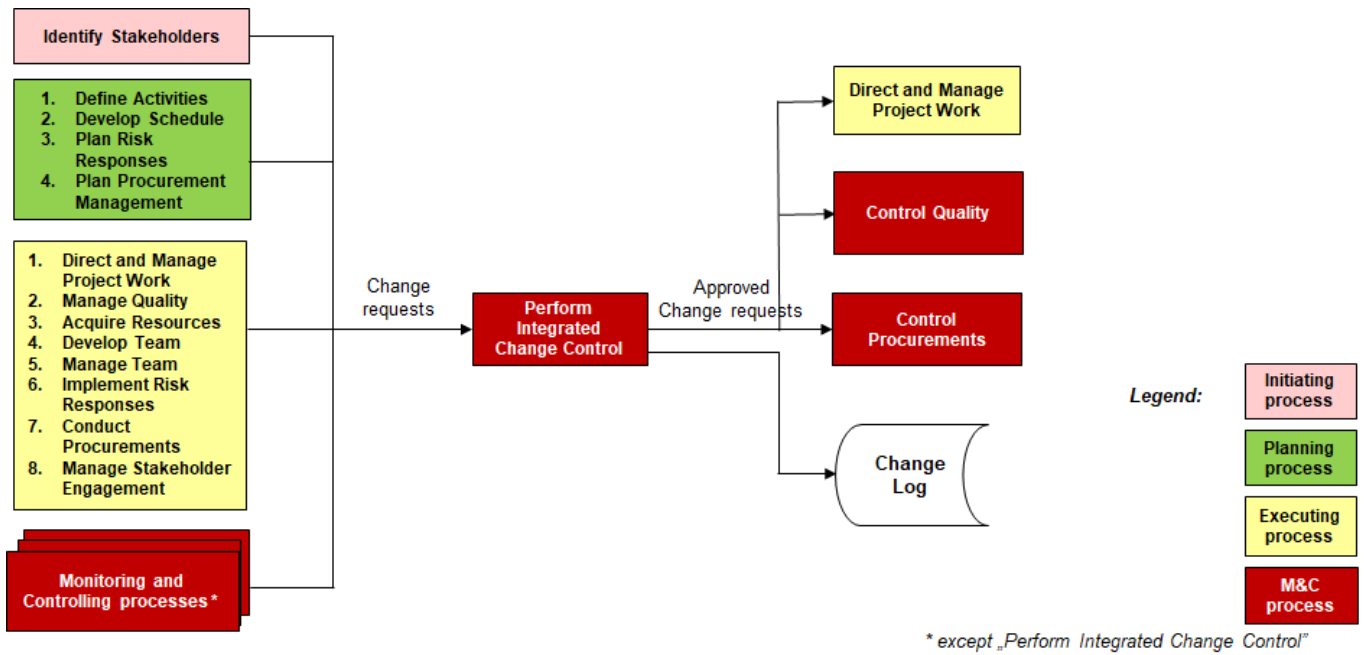 Identify Stakeholders
1. Define Activities
2. Develop Schedule
3. Plan Risk
Responses
4. Plan Procurement
Management
1. Direct and Manage
Project Work
2. Manage Quality
3. Acquire Resources
4. Develop Team
5. Manage Team
6. Implement Risk
Responses
7. Conduct
Procurements
8. Manage Stakeholder
Engagement
Monitoring and
Controlling processes *
Change
requests
Perform
Integrated
Change Control
Approved
Change requests
Direct and Manage
Project Work
Control Quality
Control
Procurements
Change
Log
Legend:
Initiating
process
Planning
process
Executing
process
M&C
process
* except „Perform Integrated Change Control”